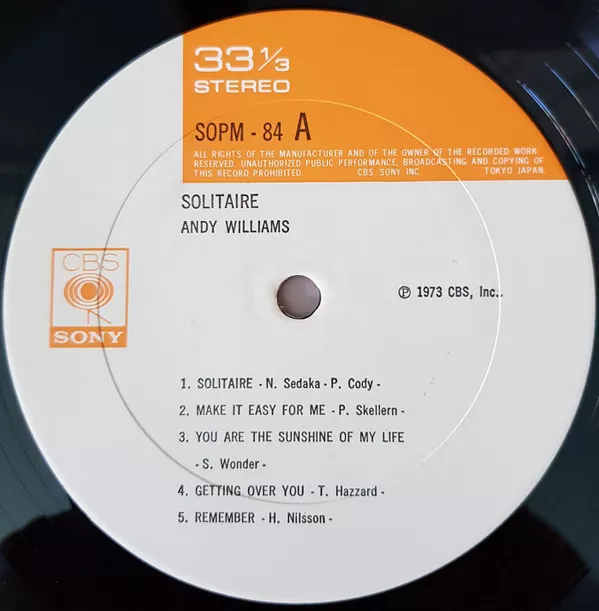 33 1/3
STEREO
SOPM - 84 A
ALL RIGHTS OF THE MANUFACTURER AND OF THE OWNER OF THE RECORDED WORK
RESERVED. UNAUTHORIZED PUBLIC PERFORMANCE, BROADCASTING AND COPYING OF
THIS RECORD PROHIBITED. CBS/SONY INC. TOKYO JAPAN.
SOLITAIRE
ANDY WILLIAMS
CBS
SONY
℗ 1973 CBS, Inc..
1. SOLITAIRE - N. Sedaka - P. Cody -
2. MAKE IT EASY FOR ME - P. Skellern -
3. YOU ARE THE SUNSHINE OF MY LIFE
- S. Wonder -
4. GETTING OVER YOU - T. Hazzard -
5. REMEMBER - H. Nilsson -